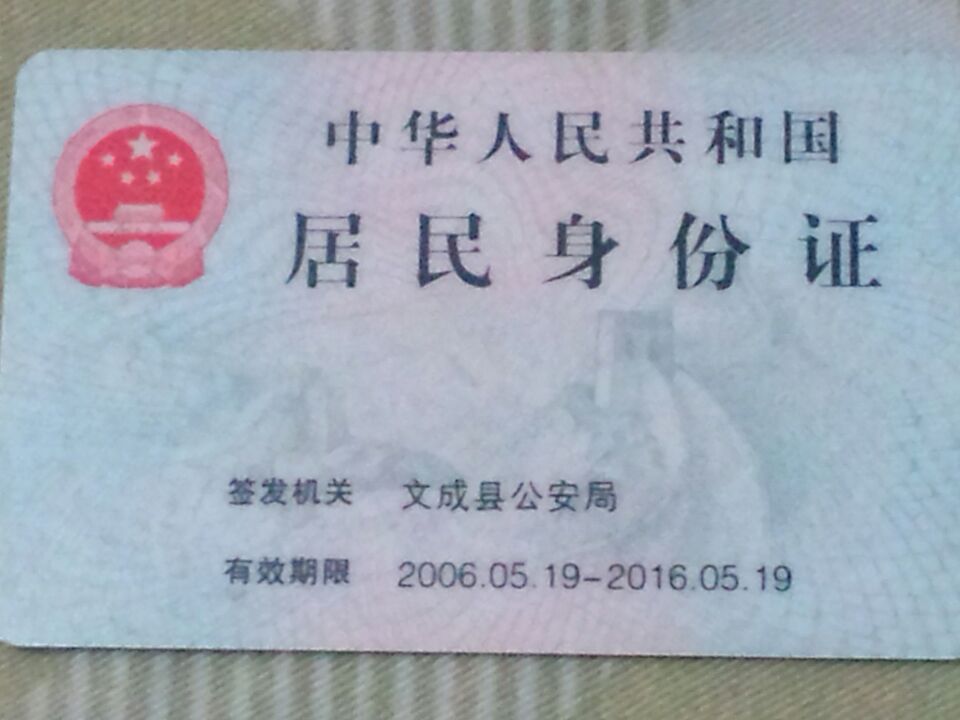 中华人民共和国
居民身份证
签发机关 文成县公安局
有效期限 2006.05.19-2016.05.19